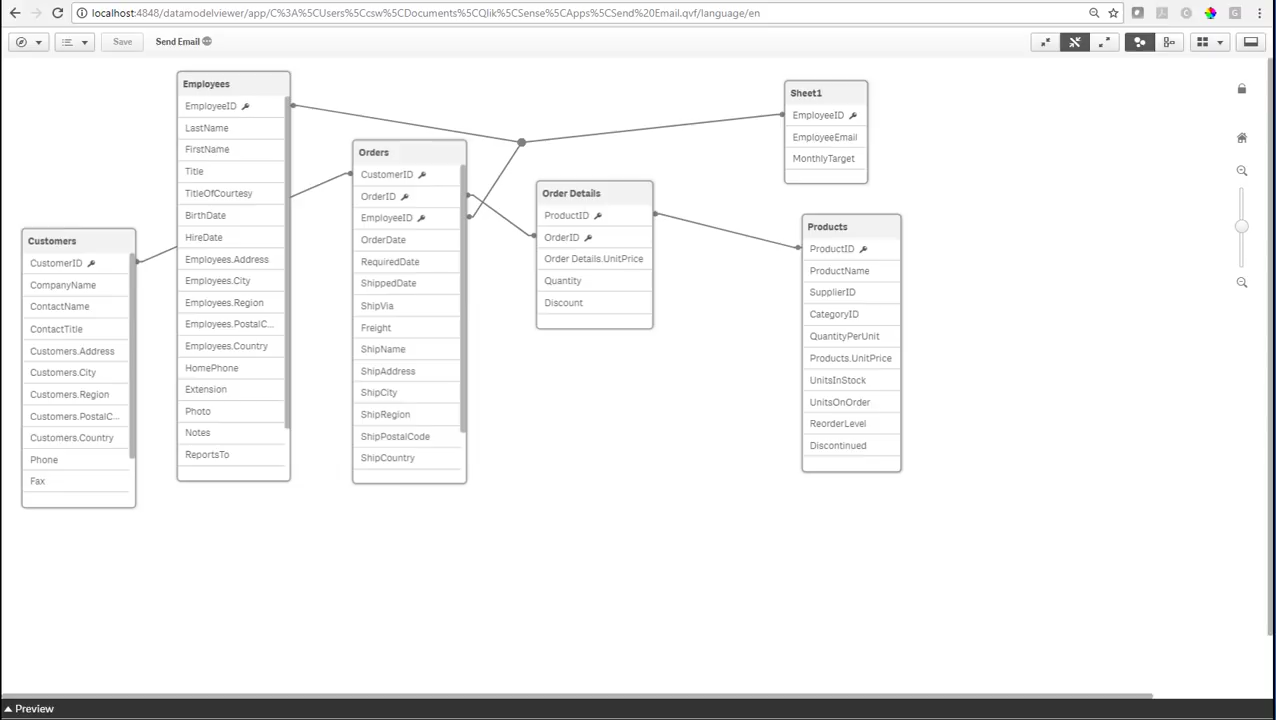 localhost:4848/datamodelviewer/app/C%3A%5CUsers%5Ccsw%5CDocuments%5CQlik%5CSense%5CApps%5CSend%20Email.qvf/language/en
Save
Send Email
Employees
EmployeeID
LastName
FirstName
Title
TitleOfCourtesy
BirthDate
HireDate
Employees.Address
Employees.City
Employees.Region
Employees.PostalC...
Employees.Country
HomePhone
Extension
Photo
Notes
ReportsTo
Customers
CustomerID
CompanyName
ContactName
ContactTitle
Customers.Address
Customers.City
Customers.Region
Customers.PostalC...
Customers.Country
Phone
Fax
Orders
CustomerID
OrderID
EmployeeID
OrderDate
RequiredDate
ShippedDate
ShipVia
Freight
ShipName
ShipAddress
ShipCity
ShipRegion
ShipPostalCode
ShipCountry
Order Details
ProductID
OrderID
Order Details.UnitPrice
Quantity
Discount
Sheet1
EmployeeID
EmployeeEmail
MonthlyTarget
Products
ProductID
ProductName
SupplierID
CategoryID
QuantityPerUnit
Products.UnitPrice
UnitsInStock
UnitsOnOrder
ReorderLevel
Discontinued
Preview